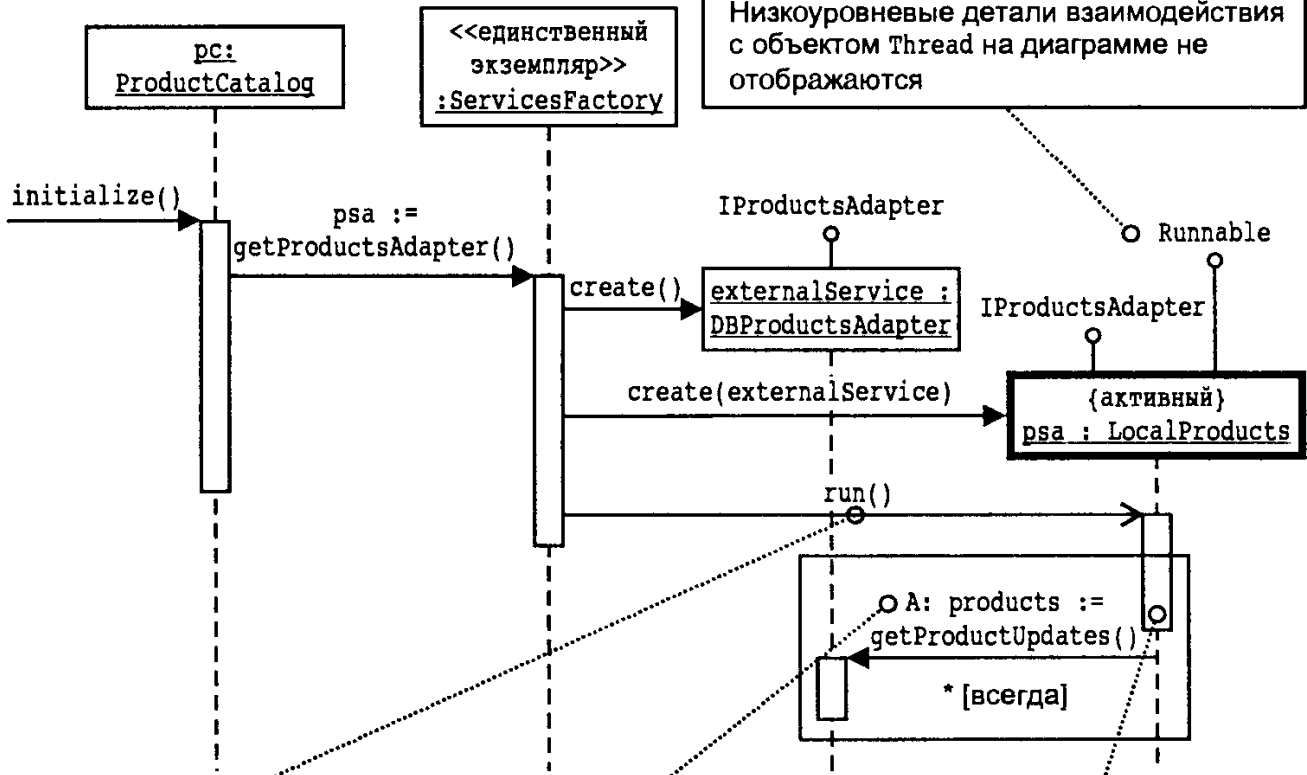 Низкоуровневые детали взаимодействия
с объектом Thread на диаграмме не
отображаются
pc:
ProductCatalog
<<единственный
экземпляр>>
:ServicesFactory
initialize()
psa :=
getProductsAdapter()
IProductsAdapter
Runnable
create()
externalService :
DBProductsAdapter
IProductsAdapter
create(externalService)
{активный}
psa : LocalProducts
run()
A: products :=
getProductUpdates()
* [всегда]